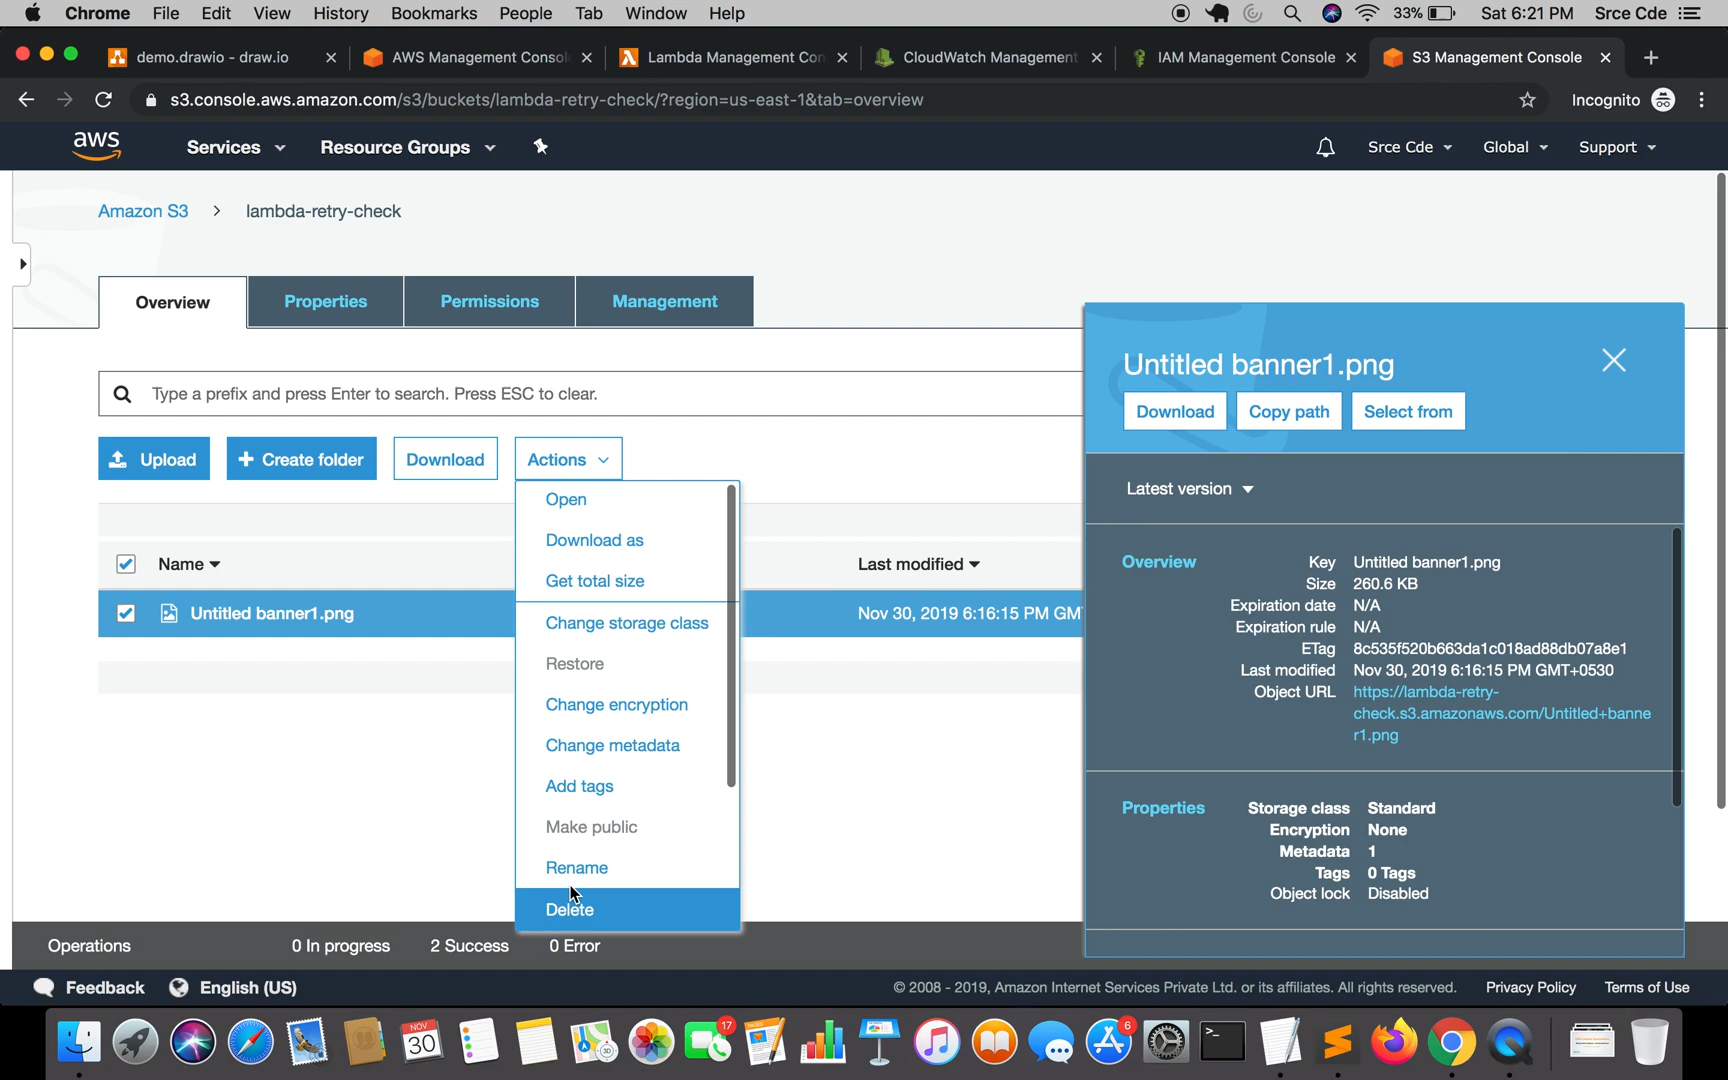 Chrome File Edit View History Bookmarks People Tab Window Help 33% Sat 6:21 PM Srce Cde
demo.drawio - draw.io AWS Management Consol Lambda Management Con CloudWatch Management IAM Management Console S3 Management Console
s3.console.aws.amazon.com/s3/buckets/lambda-retry-check/?region=us-east-1&tab=overview Incognito
aws Services Resource Groups Srce Cde Global Support
Amazon S3 > lambda-retry-check
Overview Properties Permissions Management
Type a prefix and press Enter to search. Press ESC to clear.
Upload + Create folder Download Actions
Open
Download as
Get total size
Change storage class
Restore
Change encryption
Change metadata
Add tags
Make public
Rename
Delete
Name Last modified
Untitled banner1.png Nov 30, 2019 6:16:15 PM GM
Untitled banner1.png
Download Copy path Select from
Latest version
Overview Key Untitled banner1.png
Size 260.6 KB
Expiration date N/A
Expiration rule N/A
ETag 8c535f520b663da1c018ad88db07a8e1
Last modified Nov 30, 2019 6:16:15 PM GMT+0530
Object URL https://lambda-retry-
check.s3.amazonaws.com/Untitled+banne
r1.png
Properties Storage class Standard
Encryption None
Metadata 1
Tags 0 Tags
Object lock Disabled
Operations 0 In progress 2 Success 0 Error
Feedback English (US) © 2008 - 2019, Amazon Internet Services Private Ltd. or its affiliates. All rights reserved. Privacy Policy Terms of Use
NOV
30
17
6